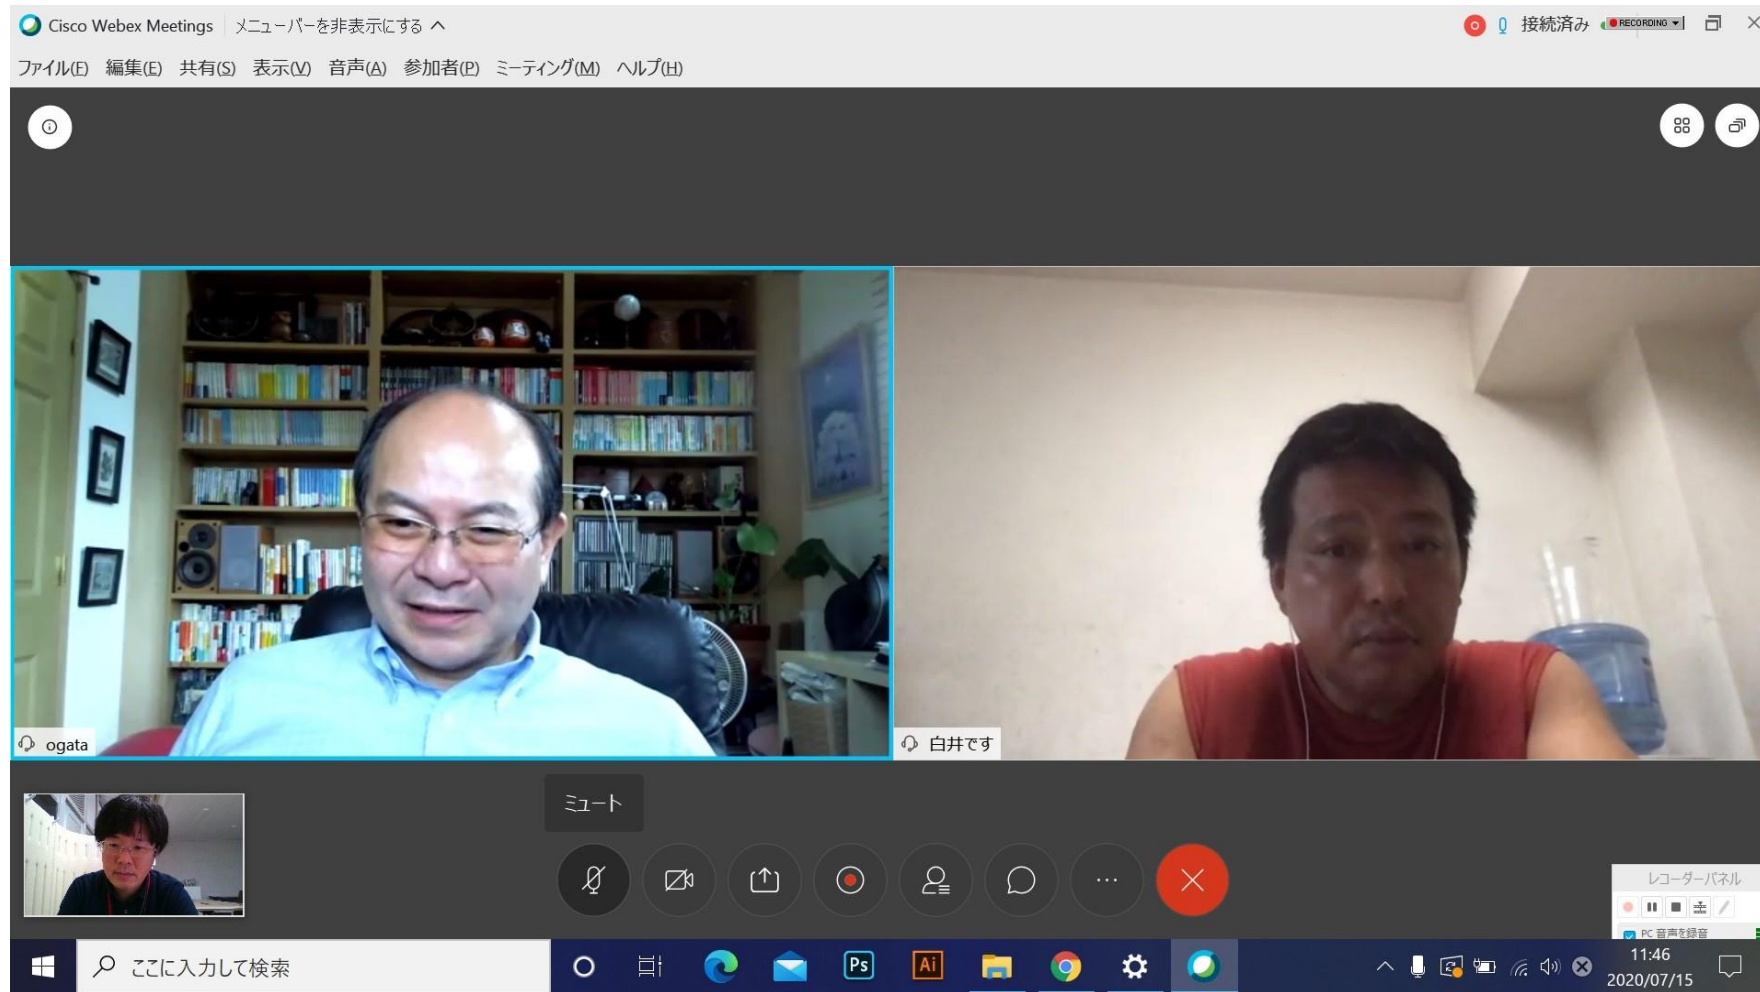 Cisco Webex Meetings メニューバーを非表示にする 接続済み RECORDING
ファイル(F) 編集(E) 共有(S) 表示(V) 音声(A) 参加者(P) ミーティング(M) ヘルプ(H)
ogata
白井です
ミュート
レコーダーパネル
PC 音声を録音
ここに入力して検索
Ps
Ai
11:46
2020/07/15